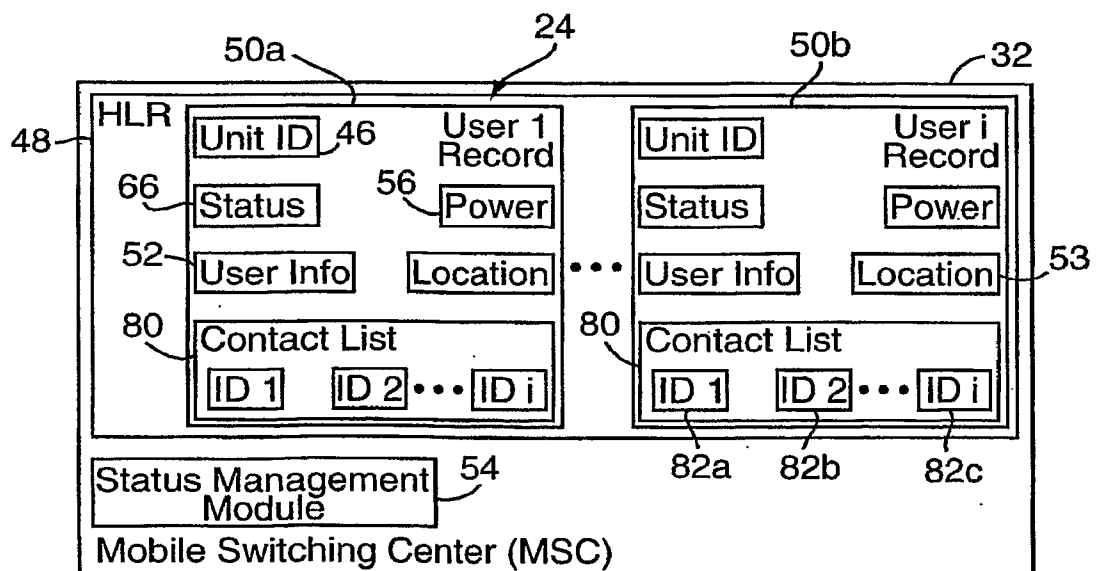 50a 24 50b 32
HLR
48
Unit ID 46 User 1 Record
Unit ID User i Record
66 Status 56 Power
Status Power
52 User Info Location •••
User Info Location 53
80 Contact List
ID 1 ID 2 ••• ID i
80 Contact List
ID 1 ID 2 ••• ID i
82a 82b 82c
Status Management Module 54
Mobile Switching Center (MSC)